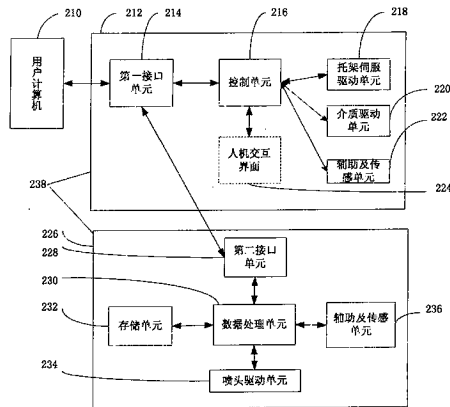 210
212
214
216
218
用户计算机
第一接口
单元
控制单元
托架伺服
驱动单元
介质驱动
单元
220
222
辅助及传
感单元
人机交互
界面
224
238
226
228
第二接口
单元
230
232
存储单元
数据处理单元
辅助及传感
单元
236
234
喷头驱动单元